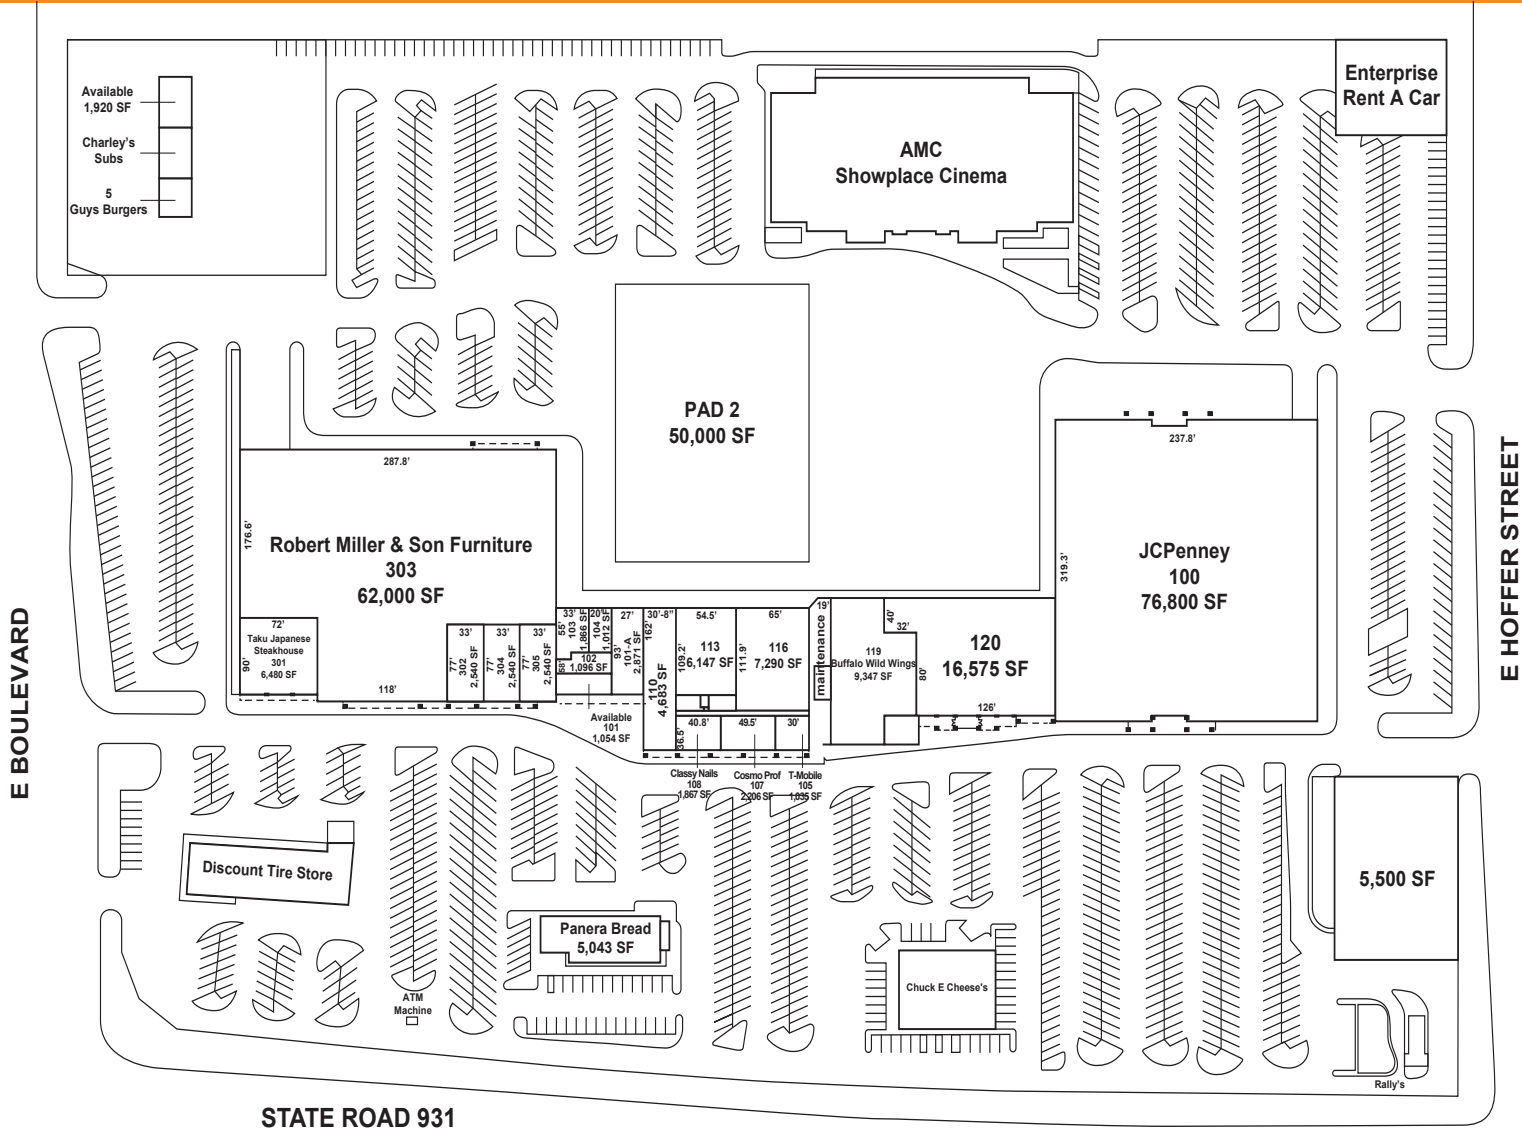 Available
1,920 SF
Charley's
Subs
5
Guys Burgers
AMC
Showplace Cinema
Enterprise
Rent A Car
PAD 2
50,000 SF
287.8'
176.6'
Robert Miller & Son Furniture
303
62,000 SF
72'
90'
Taku Japanese
Steakhouse
301
6,480 SF
118'
33'
77'
302
2,540 SF
33'
77'
304
2,540 SF
33'
77'
305
2,540 SF
33'
55'
103
1,866 SF
20'
104
1,012 SF
102
1,096 SF
58'
27'
93'
101-A
2,871 SF
Available
101
1,054 SF
30'-8"
162'
110
4,683 SF
54.5'
109.2'
113
6,147 SF
65'
111.9'
116
7,290 SF
36.5'
40.8'
49.5'
30'
Classy Nails
108
1,867 SF
Cosmo Prof
107
2,206 SF
T-Mobile
105
1,035 SF
19'
maintenance
119
Buffalo Wild Wings
9,347 SF
40'
32'
80'
120
16,575 SF
126'
237.8'
319.3'
JCPenney
100
76,800 SF
E BOULEVARD
E HOFFER STREET
Discount Tire Store
ATM
Machine
Panera Bread
5,043 SF
Chuck E Cheese's
5,500 SF
Rally's
STATE ROAD 931